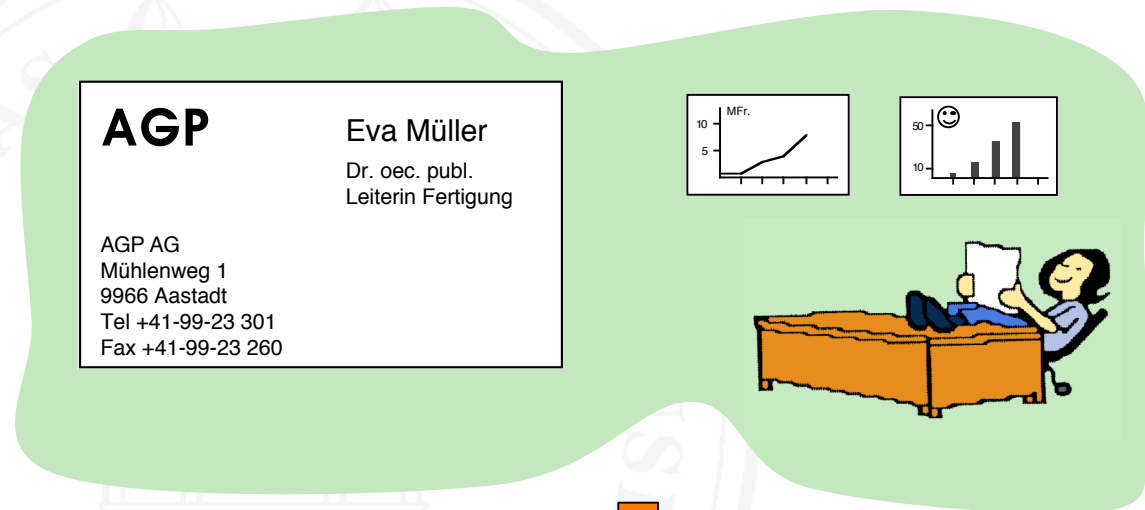 AGP
Eva Müller
Dr. oec. publ.
Leiterin Fertigung
AGP AG
Mühlenweg 1
9966 Aastadt
Tel +41-99-23 301
Fax +41-99-23 260
MFr.
10
5
50
10